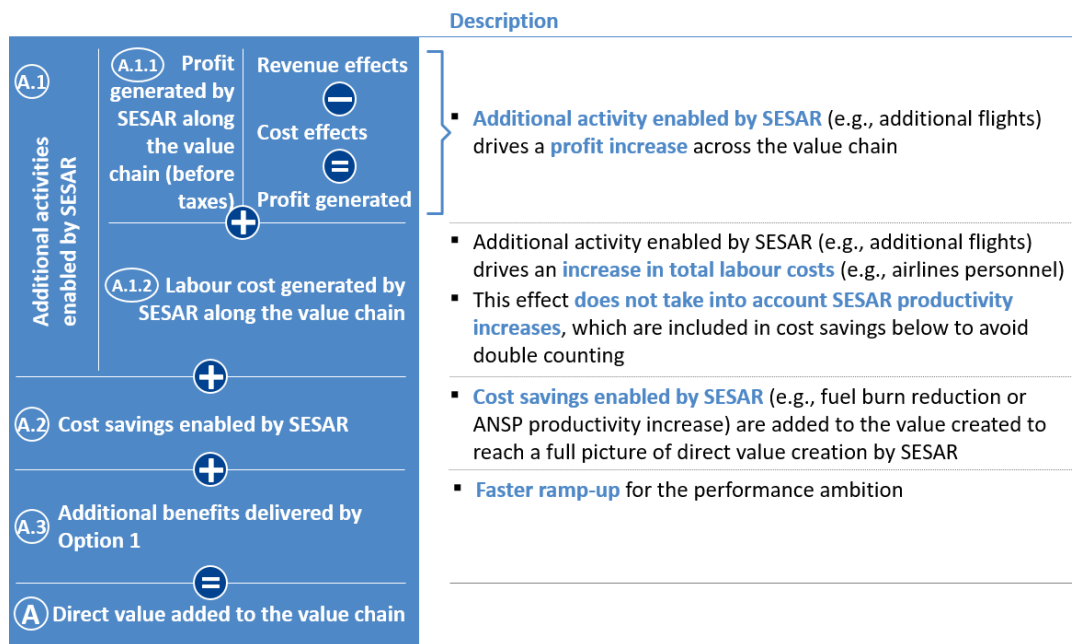 Description
A.1
Additional activities
enabled by SESAR
A.1.1 Profit
generated by
SESAR along
the value
chain (before
taxes)
Revenue effects
−
Cost effects
=
Profit generated
▪ Additional activity enabled by SESAR (e.g., additional flights)
drives a profit increase across the value chain
+
A.1.2 Labour cost generated by
SESAR along the value chain
▪ Additional activity enabled by SESAR (e.g., additional flights)
drives an increase in total labour costs (e.g., airlines personnel)
▪ This effect does not take into account SESAR productivity
increases, which are included in cost savings below to avoid
double counting
+
A.2 Cost savings enabled by SESAR
▪ Cost savings enabled by SESAR (e.g., fuel burn reduction or
ANSP productivity increase) are added to the value created to
reach a full picture of direct value creation by SESAR
+
A.3 Additional benefits delivered by
Option 1
▪ Faster ramp-up for the performance ambition
=
A Direct value added to the value chain